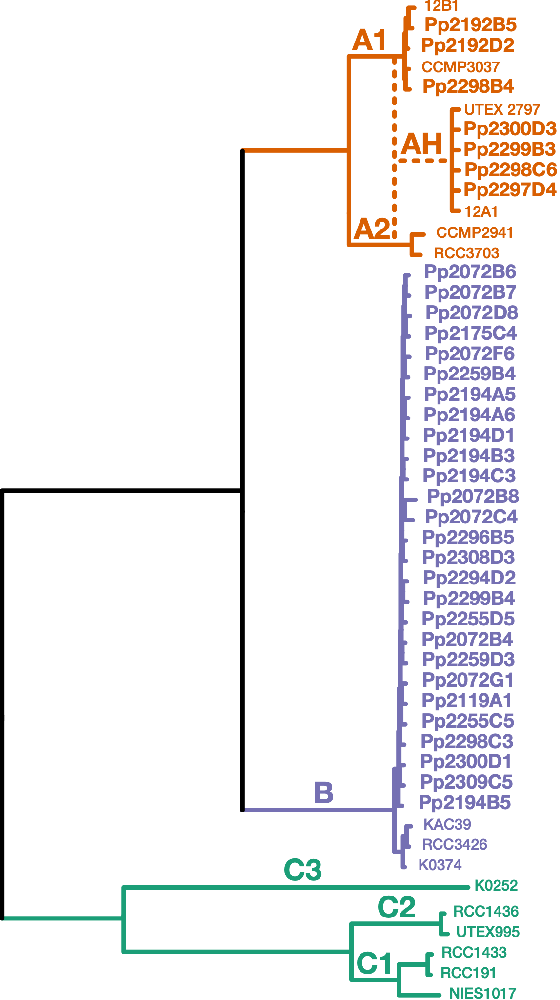 12B1
Pp2192B5
A1
Pp2192D2
CCMP3037
Pp2298B4
UTEX 2797
Pp2300D3
AH
Pp2299B3
Pp2298C6
Pp2297D4
12A1
A2
CCMP2941
RCC3703
Pp2072B6
Pp2072B7
Pp2072D8
Pp2175C4
Pp2072F6
Pp2259B4
Pp2194A5
Pp2194A6
Pp2194D1
Pp2194B3
Pp2194C3
Pp2072B8
Pp2072C4
Pp2296B5
Pp2308D3
Pp2294D2
Pp2299B4
Pp2255D5
Pp2072B4
Pp2259D3
Pp2072G1
Pp2119A1
Pp2255C5
Pp2298C3
Pp2300D1
Pp2309C5
B
Pp2194B5
KAC39
RCC3426
K0374
C3
K0252
C2
RCC1436
UTEX995
RCC1433
C1
RCC191
NIES1017